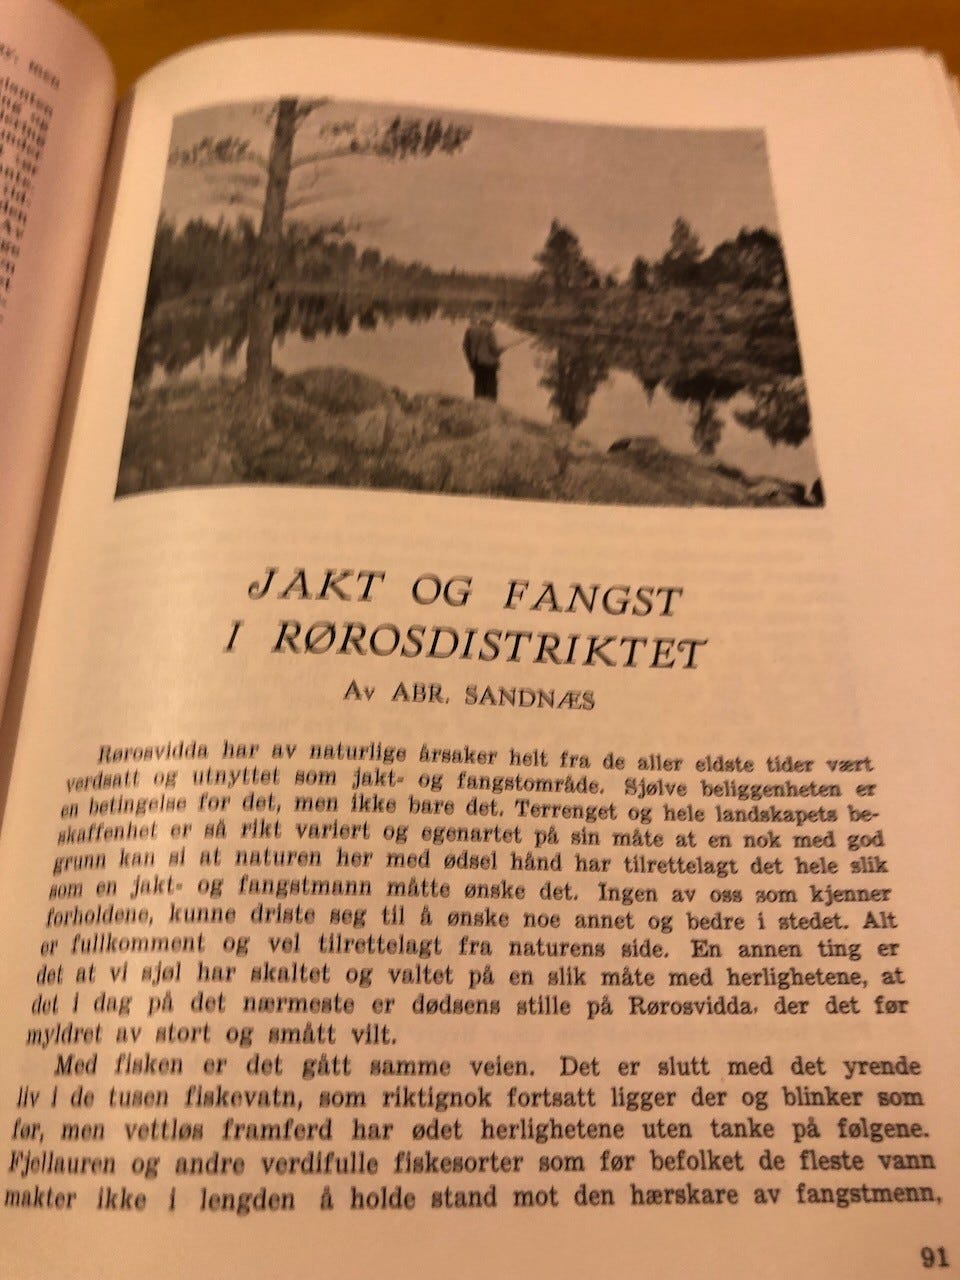 JAKT OG FANGST
I RØROSDISTRIKTET
Av ABR. SANDNÆS
Rørosvidda har av naturlige årsaker helt fra de aller eldste tider vært
verdsatt og utnyttet som jakt- og fangstområde. Sjølve beliggenheten er
en betingelse for det, men ikke bare det. Terrenget og hele landskapets be-
skaffenhet er så rikt variert og egenartet på sin måte at en nok med god
grunn kan si at naturen her med ødsel hånd har tilrettelagt det hele slik
som en jakt- og fangstmann måtte ønske det. Ingen av oss som kjenner
forholdene, kunne driste seg til å ønske noe annet og bedre i stedet. Alt
er fullkomment og vel tilrettelagt fra naturens side. En annen ting er
det at vi sjøl har skaltet og valtet på en slik måte med herlighetene, at
det i dag på det nærmeste er dødsens stille på Rørosvidda, der det før
myldret av stort og smått vilt.
Med fisken er det gått samme veien. Det er slutt med det yrende
liv i de tusen fiskevatn, som riktignok fortsatt ligger der og blinker som
før, men vettløs framferd har ødet herlighetene uten tanke på følgene.
Fjellauren og andre verdifulle fiskesorter som før befolket de fleste vann
makter ikke i lengden å holde stand mot den hærskare av fangstmenn,
91